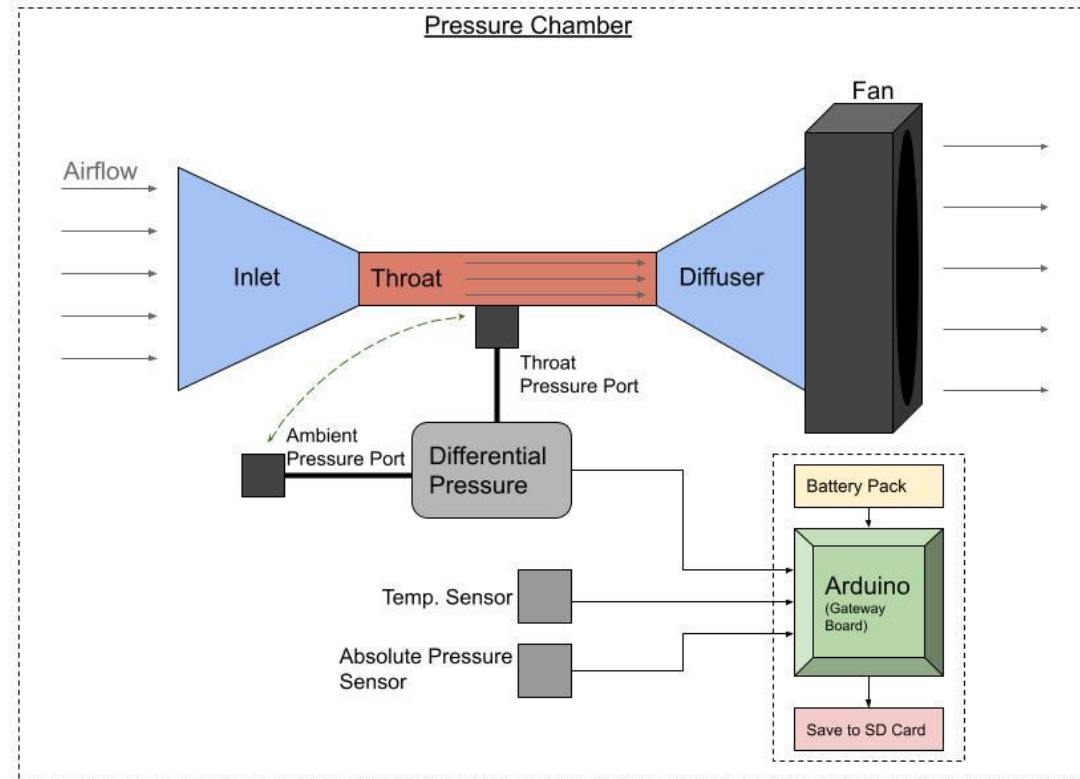 Pressure Chamber
Fan
Airflow
Inlet
Throat
Diffuser
Throat
Pressure Port
Ambient
Pressure Port
Differential
Pressure
Battery Pack
Temp. Sensor
Arduino
(Gateway
Board)
Absolute Pressure
Sensor
Save to SD Card